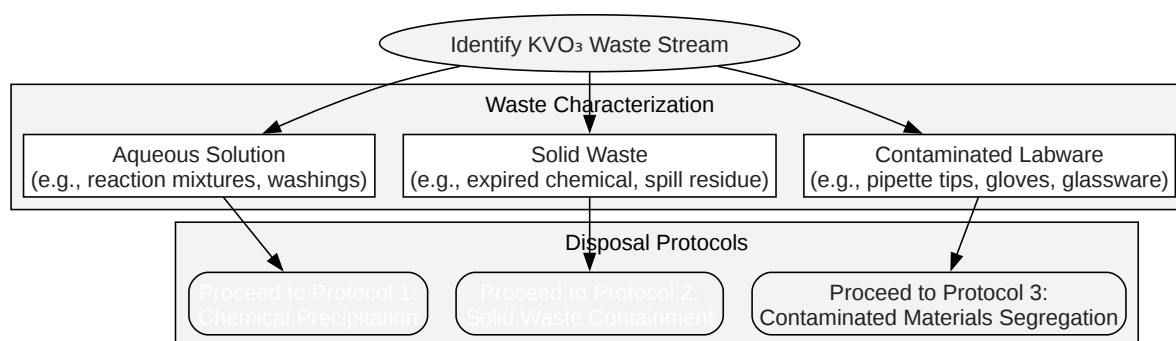 Identify KVO₃ Waste Stream
Waste Characterization
Aqueous Solution
(e.g., reaction mixtures, washings)
Solid Waste
(e.g., expired chemical, spill residue)
Contaminated Labware
(e.g., pipette tips, gloves, glassware)
Disposal Protocols
Proceed to Protocol 1:
Chemical Precipitation
Proceed to Protocol 2:
Solid Waste Containment
Proceed to Protocol 3:
Contaminated Materials Segregation